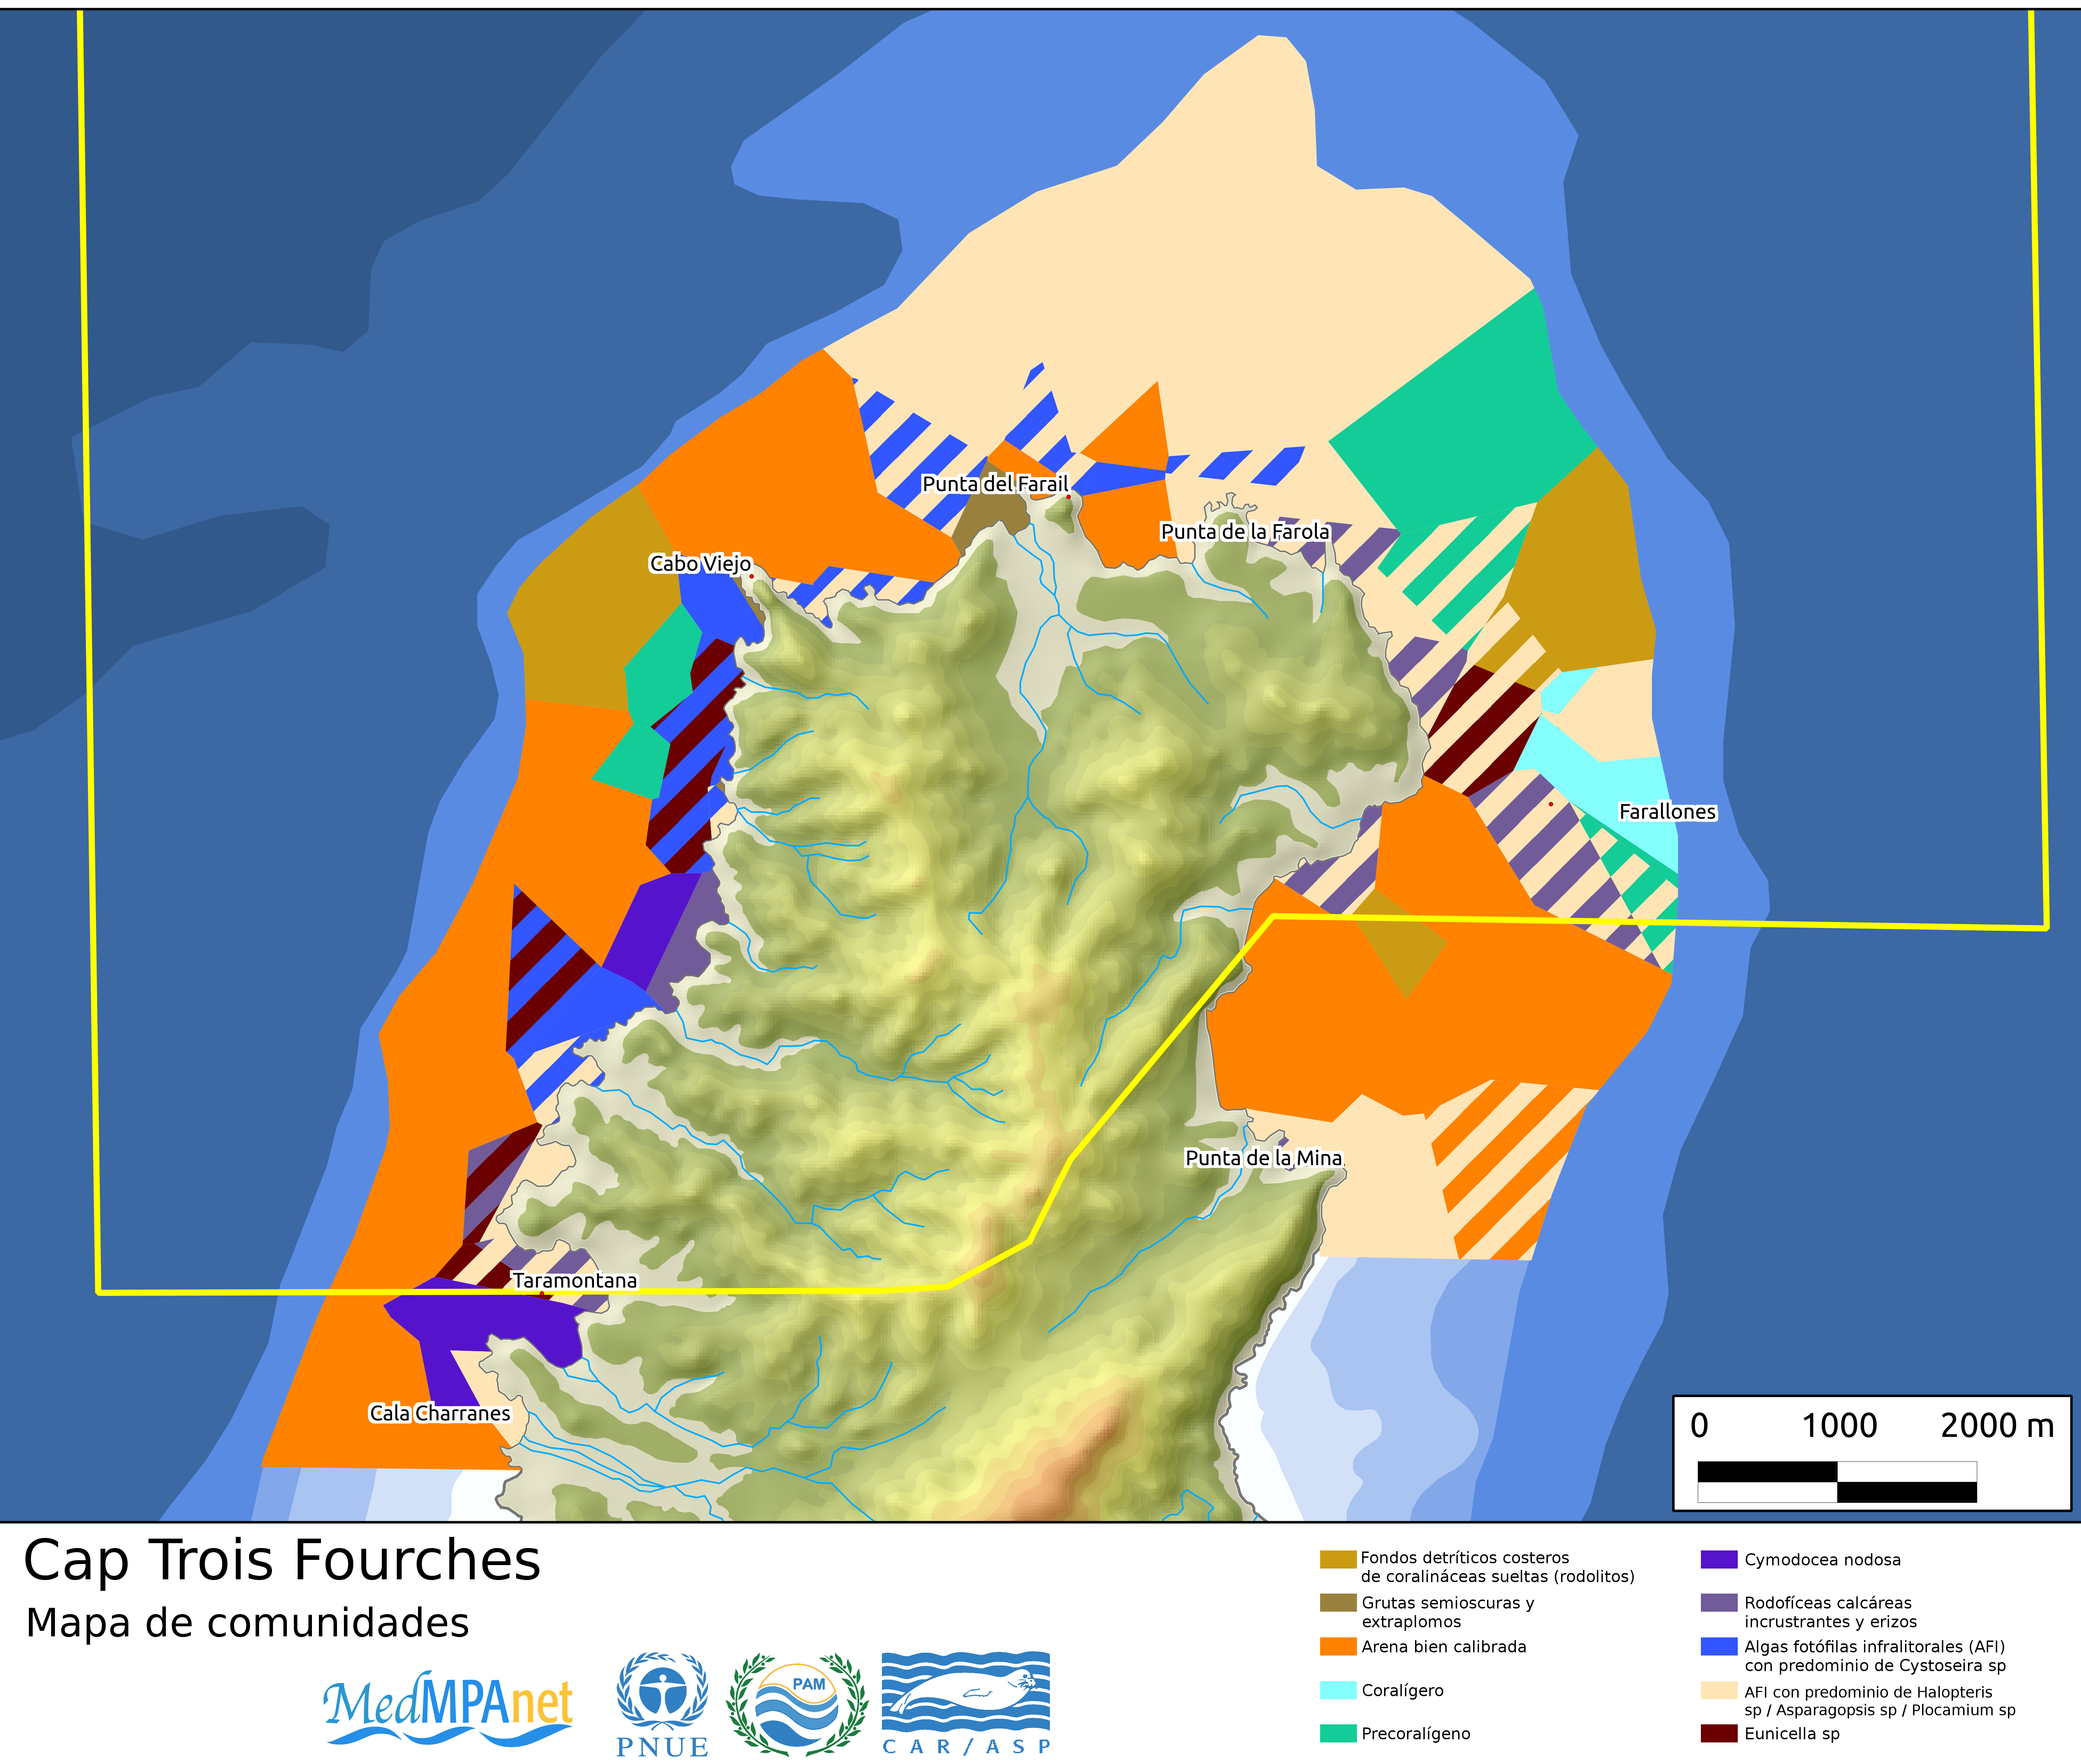 Punta del Farail
Punta de la Farola
Cabo Viejo
Farallones
Punta de la Mina
Taramontana
Cala Charranes
0 1000 2000 m
Cap Trois Fourches
Mapa de comunidades
MedMPAnet
PNUE
PAM
CAR/ASP
Fondos detríticos costeros
de coralináceas sueltas (rodolitos)
Grutas semioscuras y
extraplomos
Arena bien calibrada
Coralígero
Precoralígeno
Cymodocea nodosa
Rodofíceas calcáreas
incrustrantes y erizos
Algas fotófilas infralitorales (AFI)
con predominio de Cystoseira sp
AFI con predominio de Halopteris
sp / Asparagopsis sp / Plocamium sp
Eunicella sp